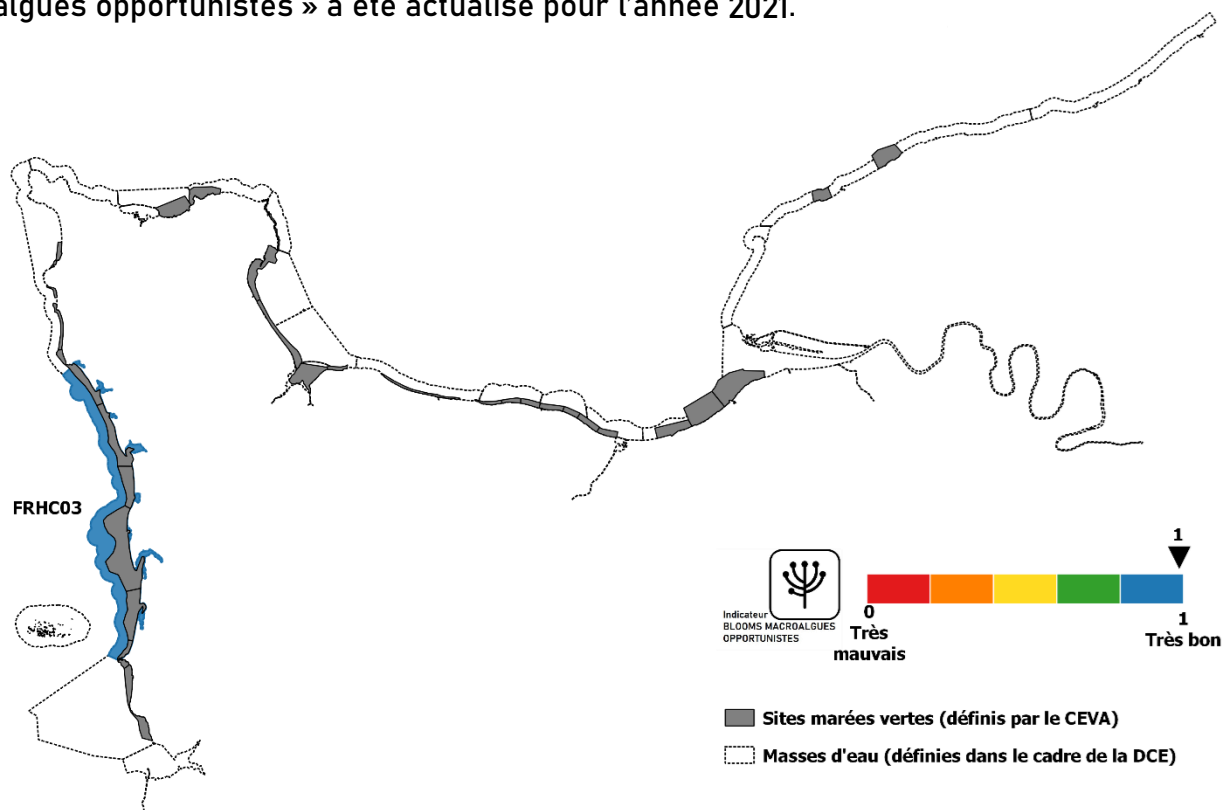 algues opportunistes » a été actualisé pour l'année 2021.
FRHC03
1
Indicateur
BLOOMS MACROALGUES
OPPORTUNISTES
0
Très
mauvais
1
Très bon
Sites marées vertes (définis par le CEVA)
Masses d'eau (définies dans le cadre de la DCE)